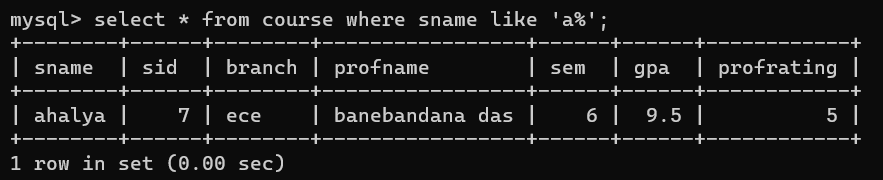 mysql> select * from course where sname like 'a%';
+--------+------+--------+-----------------+------+------+------------+
| sname  | sid  | branch | profname        | sem  | gpa  | profrating |
+--------+------+--------+-----------------+------+------+------------+
| ahalya |    7 | ece    | banebandana das |    6 |  9.5 |          5 |
+--------+------+--------+-----------------+------+------+------------+
1 row in set (0.00 sec)